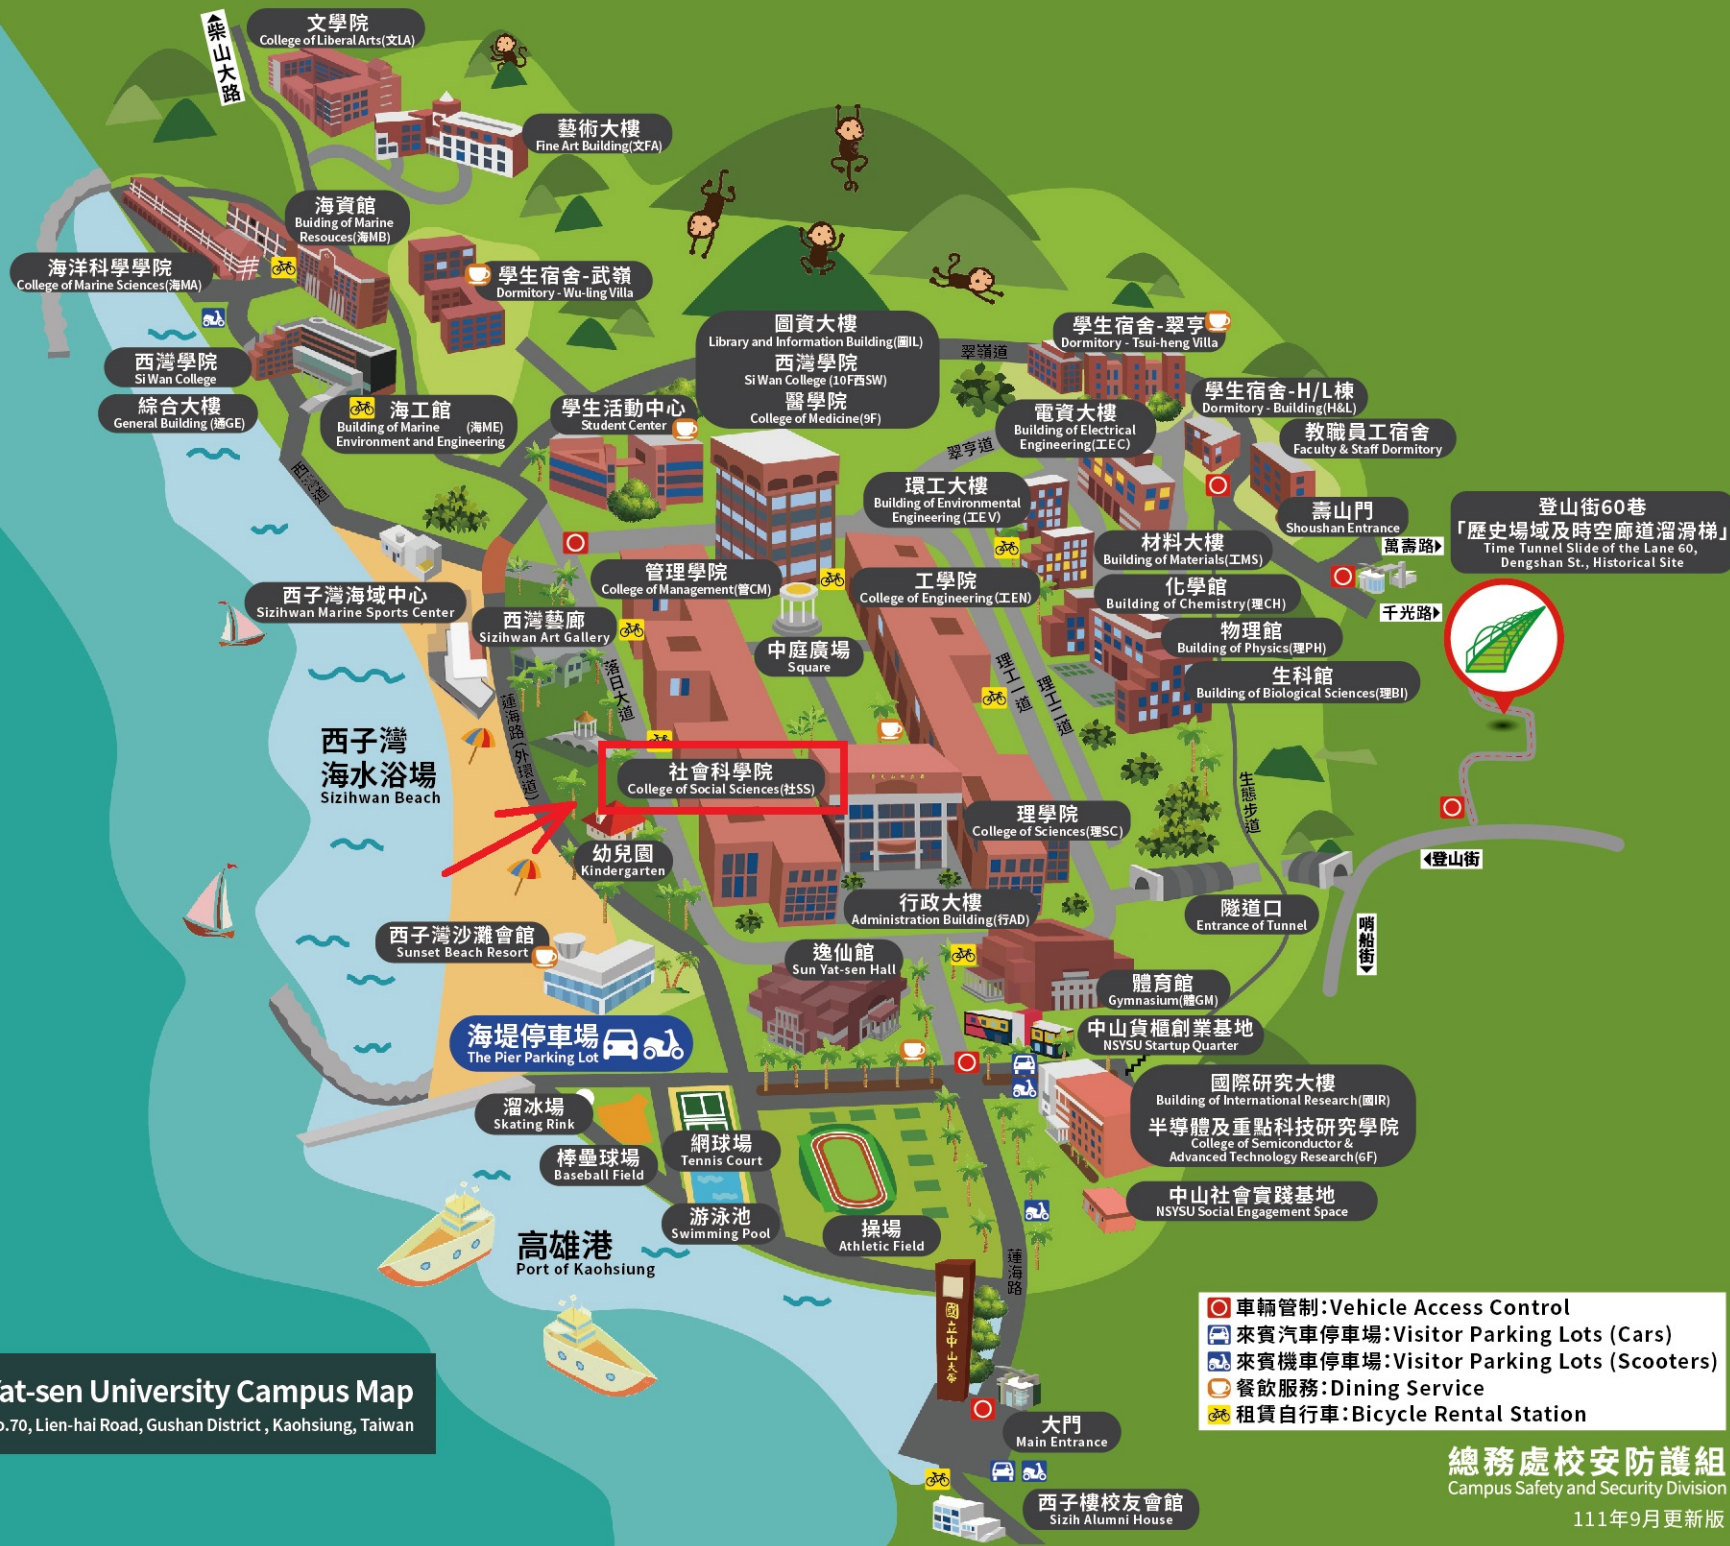 柴山大路
文學院
College of Liberal Arts(文LA)
藝術大樓
Fine Art Building(文FA)
海資館
Buiding of Marine
Resouces(海MB)
海洋科學學院
College of Marine Sciences(海MA)
學生宿舍-武嶺
Dormitory - Wu-ling Villa
西灣學院
Si Wan College
綜合大樓
General Building (通GE)
海工館
Building of Marine (海ME)
Environment and Engineering
學生活動中心
Student Center
圖資大樓
Library and Information Building(圖IL)
西灣學院
Si Wan College (10F西SW)
醫學院
College of Medicine(9F)
翠嶺道
學生宿舍-翠亨
Dormitory - Tsui-heng Villa
學生宿舍-H/L棟
Dormitory - Building(H&L)
電資大樓
Building of Electrical
Engineering(工EC)
教職員工宿舍
Faculty & Staff Dormitory
翠亨道
西灣道
環工大樓
Building of Environmental
Engineering (工EV)
壽山門
Shoushan Entrance
萬壽路
登山街60巷
「歷史場域及時空廊道溜滑梯」
Time Tunnel Slide of the Lane 60,
Dengshan St., Historical Site
材料大樓
Building of Materials(工MS)
管理學院
College of Management(管CM)
工學院
College of Engineering(工EN)
化學館
Building of Chemistry(理CH)
千光路
西子灣海域中心
Sizihwan Marine Sports Center
西灣藝廊
Sizihwan Art Gallery
中庭廣場
Square
物理館
Building of Physics(理PH)
生科館
Building of Biological Sciences(理BI)
落日大道
理工一道
理工二道
蓮海路(外環道)
西子灣
海水浴場
Sizihwan Beach
社會科學院
College of Social Sciences(社SS)
生態步道
理學院
College of Sciences(理SC)
幼兒園
Kindergarten
登山街
行政大樓
Administration Building(行AD)
隧道口
Entrance of Tunnel
哨船街
西子灣沙灘會館
Sunset Beach Resort
逸仙館
Sun Yat-sen Hall
體育館
Gymnasium(體GM)
海堤停車場
The Pier Parking Lot
中山貨櫃創業基地
NSYSU Startup Quarter
國際研究大樓
Building of International Research(國IR)
半導體及重點科技研究學院
College of Semiconductor &
Advanced Technology Research(6F)
溜冰場
Skating Rink
網球場
Tennis Court
棒壘球場
Baseball Field
中山社會實踐基地
NSYSU Social Engagement Space
游泳池
Swimming Pool
操場
Athletic Field
高雄港
Port of Kaohsiung
蓮海路
國立中山大學
車輛管制:Vehicle Access Control
來賓汽車停車場:Visitor Parking Lots (Cars)
來賓機車停車場:Visitor Parking Lots (Scooters)
餐飲服務:Dining Service
租賃自行車:Bicycle Rental Station
Yat-sen University Campus Map
o.70, Lien-hai Road, Gushan District , Kaohsiung, Taiwan
大門
Main Entrance
西子樓校友會館
Sizih Alumni House
總務處校安防護組
Campus Safety and Security Division
111年9月更新版